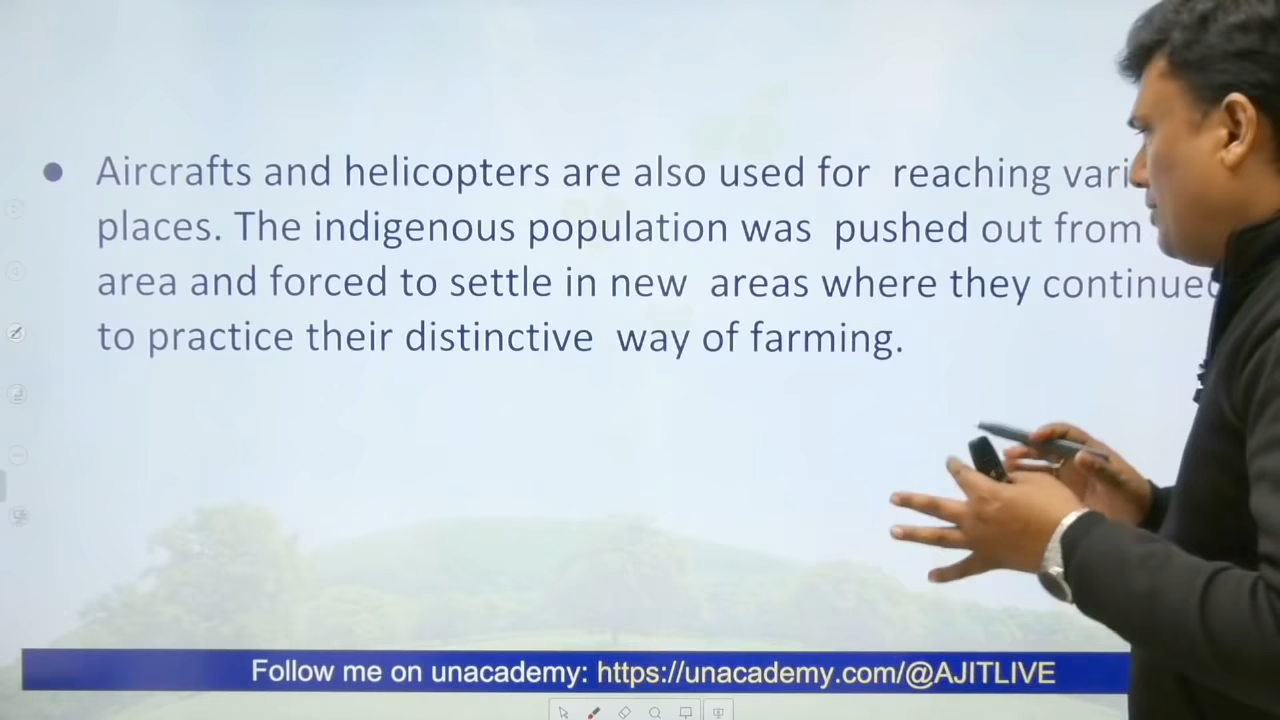 ● Aircrafts and helicopters are also used for reaching
places. The indigenous population was pushed out from
area and forced to settle in new areas where they continued
to practice their distinctive way of farming.
Follow me on unacademy: https://unacademy.com/@AJITLIVE